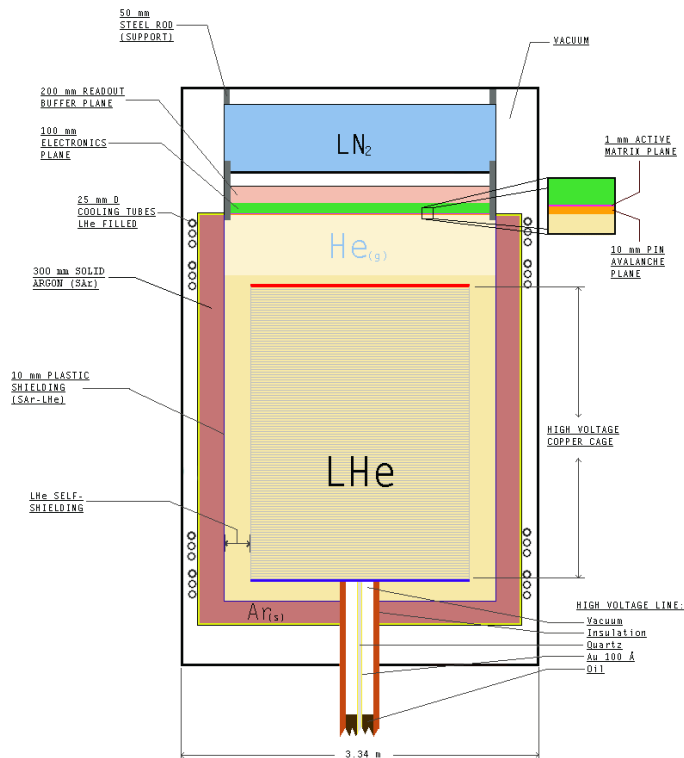 50 mm
STEEL ROD
(SUPPORT)
VACUUM
200 mm READOUT
BUFFER PLANE
100 mm
ELECTRONICS
PLANE
LN₂
1 mm ACTIVE
MATRIX PLANE
25 mm D
COOLING TUBES
LHe FILLED
10 mm PIN
AVALANCHE
PLANE
He(g)
300 mm SOLID
ARGON (SAr)
10 mm PLASTIC
SHIELDING
(SAr-LHe)
HIGH VOLTAGE
COPPER CAGE
LHe
LHe SELF-
SHIELDING
Ar(s)
HIGH VOLTAGE LINE:
Vacuum
Insulation
Quartz
Au 100 Å
Oil
3.34 m